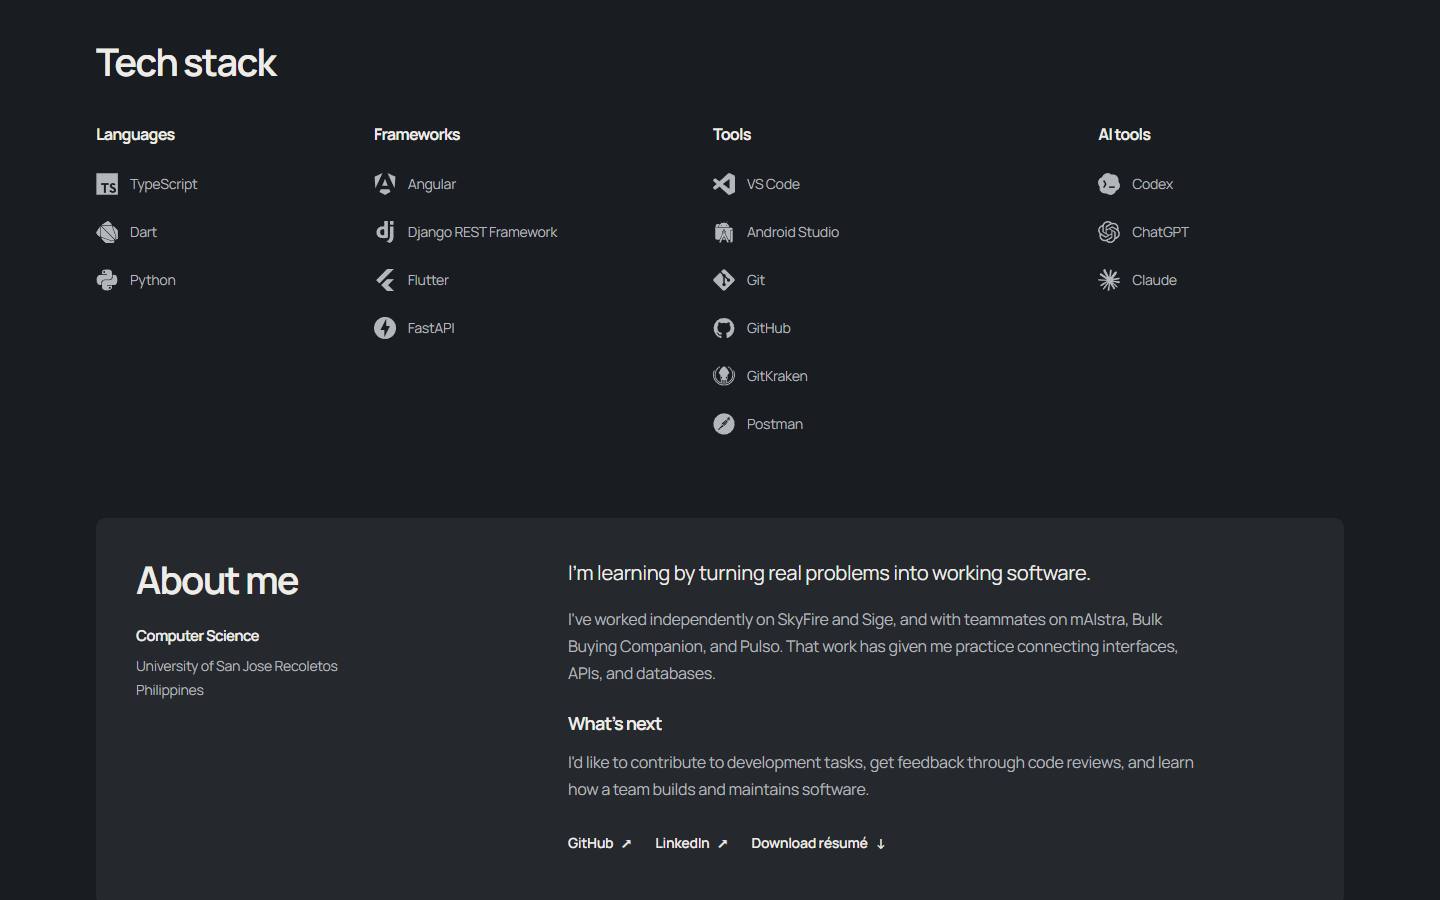 Tech stack
Languages
TypeScript
Dart
Python
Frameworks
Angular
Django REST Framework
Flutter
FastAPI
Tools
VS Code
Android Studio
Git
GitHub
GitKraken
Postman
AI tools
Codex
ChatGPT
Claude
About me
Computer Science
University of San Jose Recoletos
Philippines
I’m learning by turning real problems into working software.
I’ve worked independently on SkyFire and Sige, and with teammates on mAIstra, Bulk
Buying Companion, and Pulso. That work has given me practice connecting interfaces,
APIs, and databases.
What’s next
I’d like to contribute to development tasks, get feedback through code reviews, and learn
how a team builds and maintains software.
GitHub ↗ LinkedIn ↗ Download résumé ↓